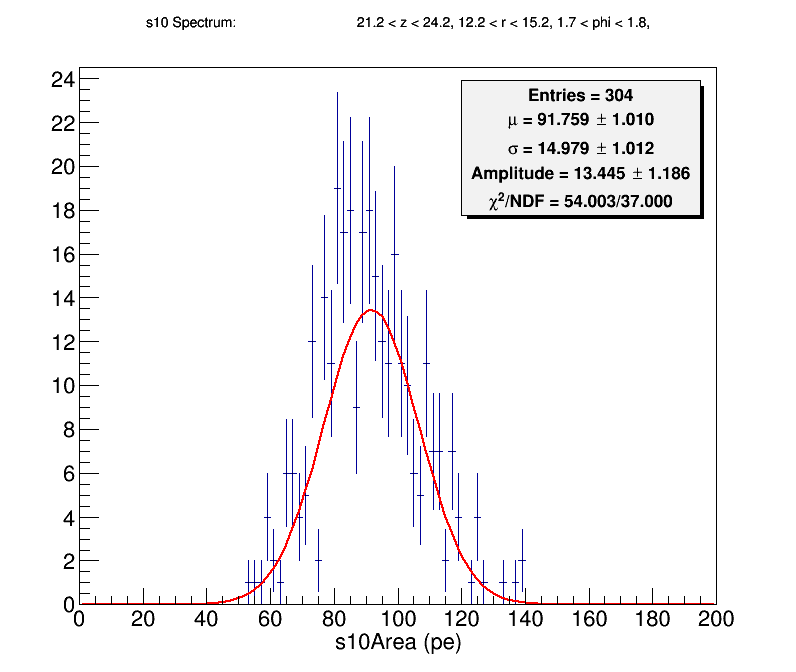 s10 Spectrum: 21.2 < z < 24.2, 12.2 < r < 15.2, 1.7 < phi < 1.8,
Entries = 304
μ = 91.759 ± 1.010
σ = 14.979 ± 1.012
Amplitude = 13.445 ± 1.186
χ²/NDF = 54.003/37.000
24
22
20
18
16
14
12
10
8
6
4
2
0
0 20 40 60 80 100 120 140 160 180 200
s10Area (pe)